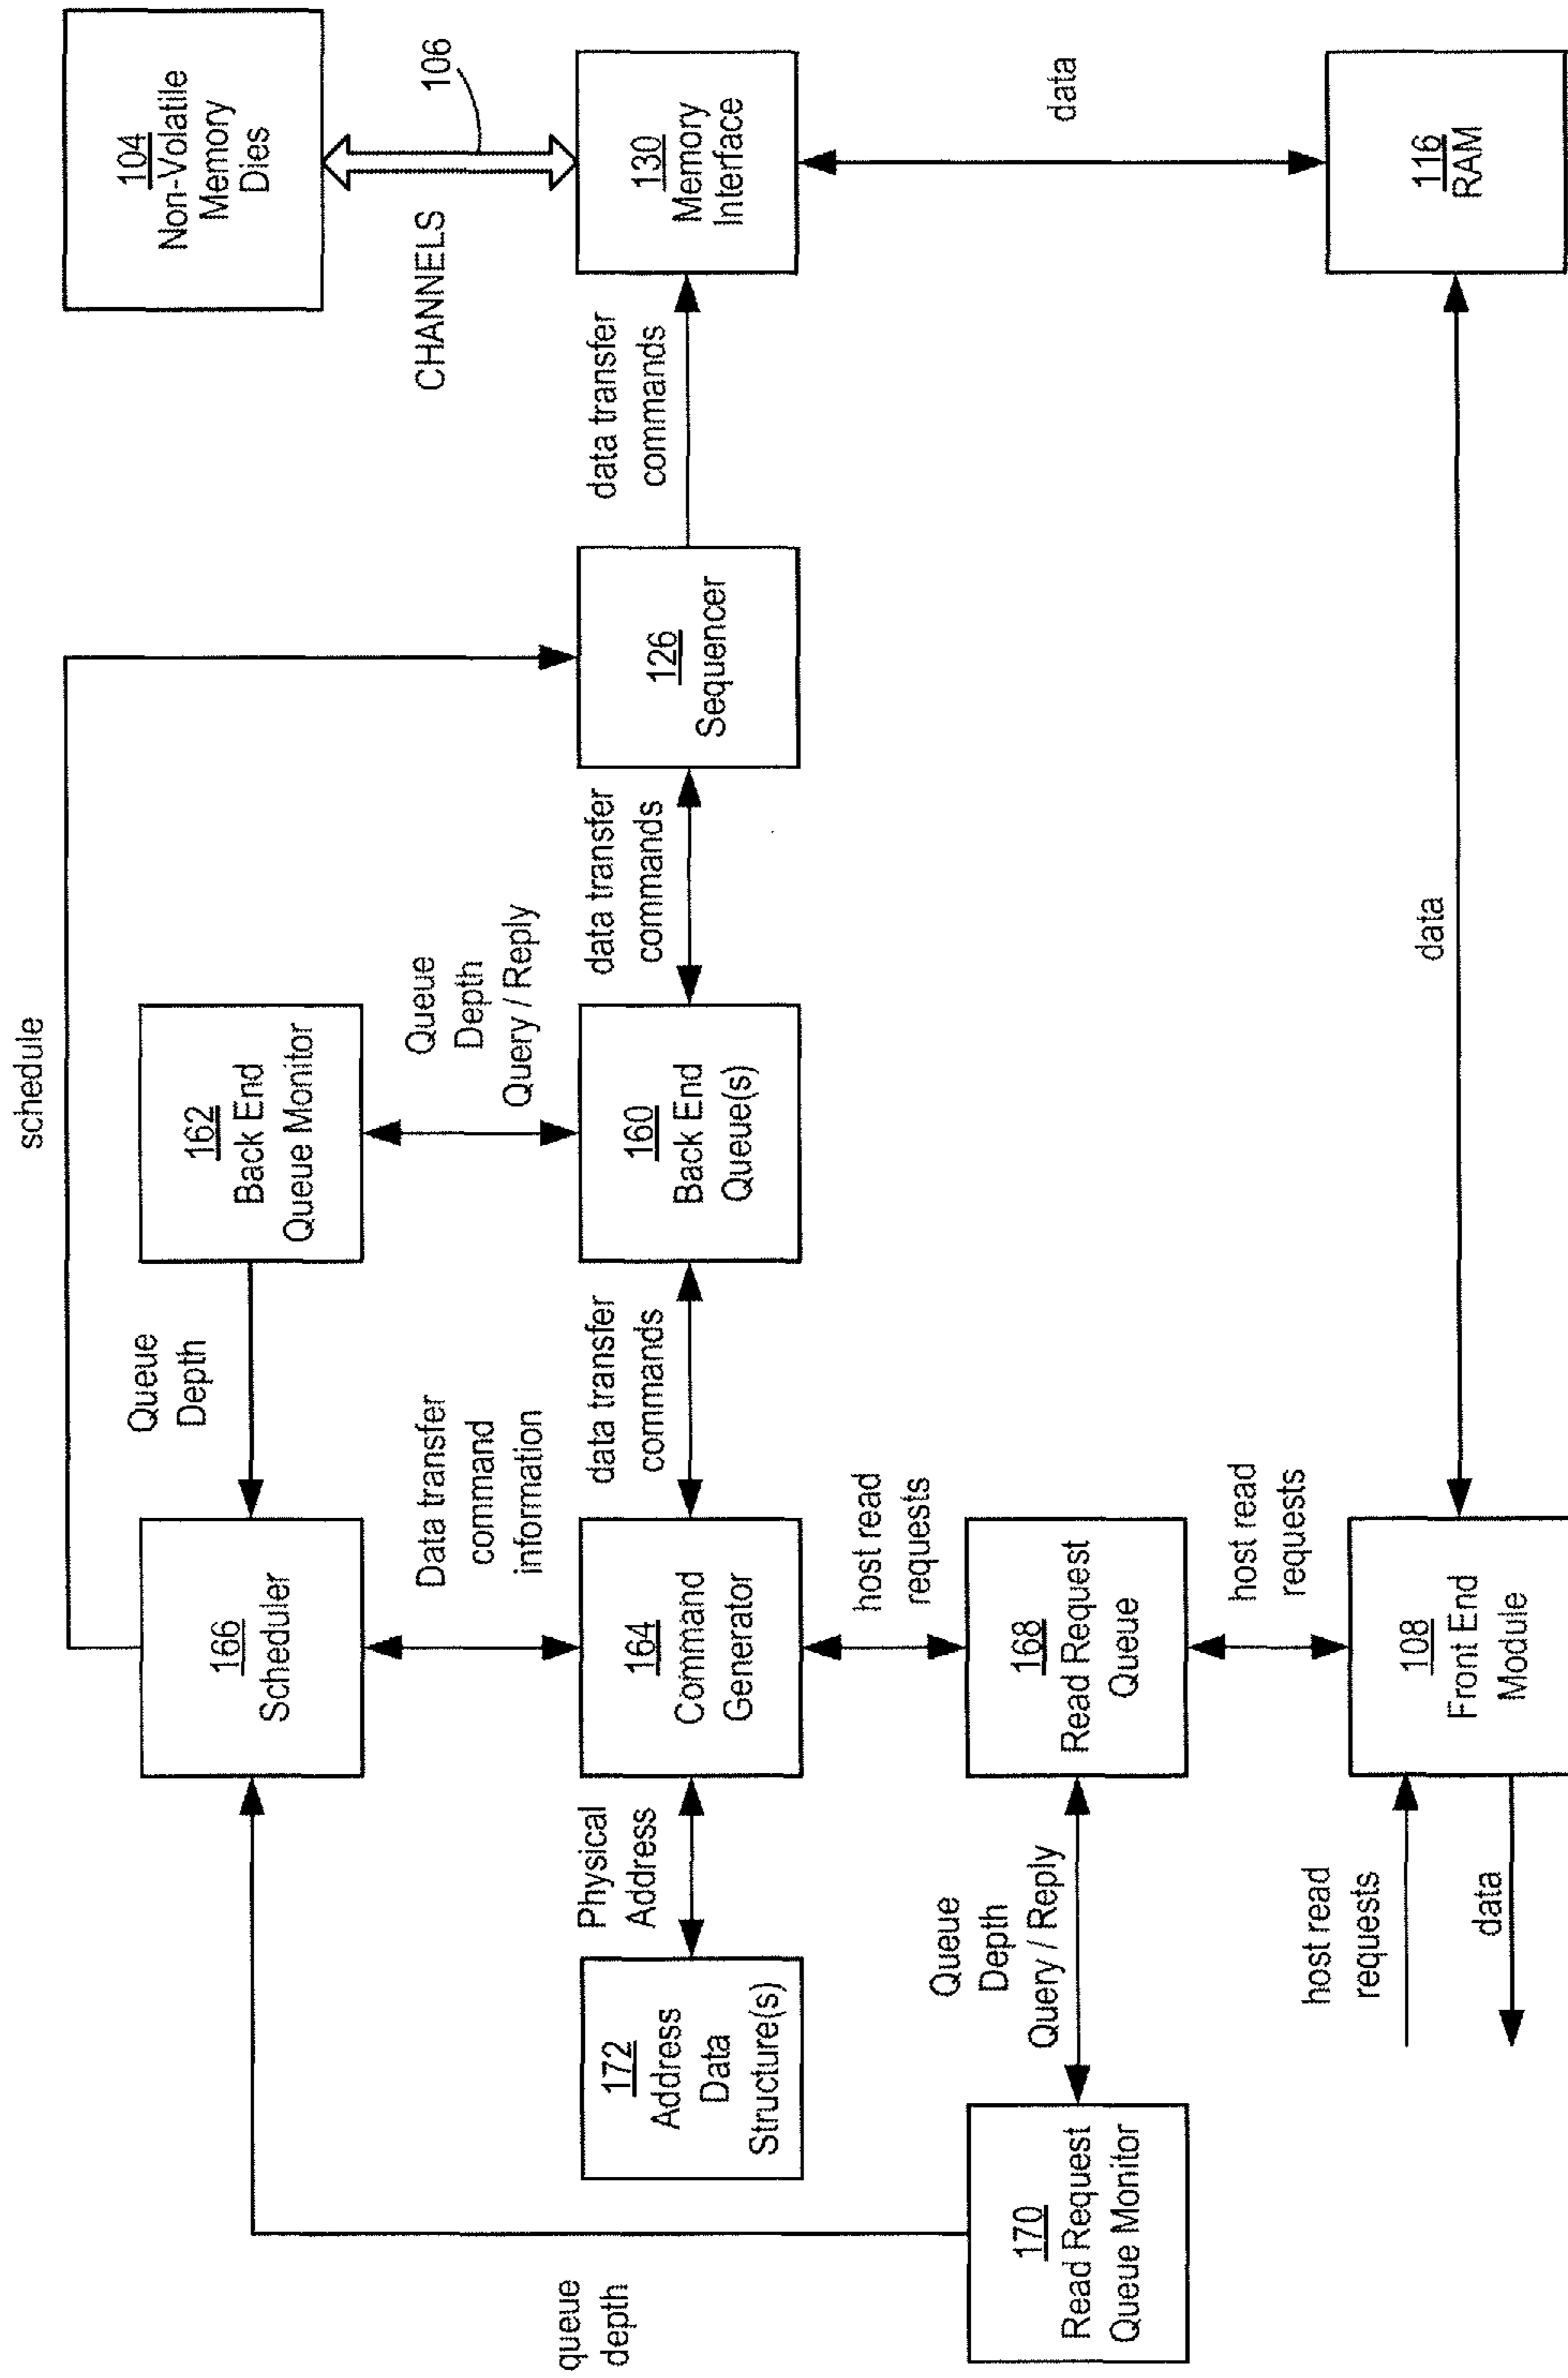 schedule
queue
depth
166
Scheduler
Queue
Depth
162
Back End
Queue Monitor
104
Non-Volatile
Memory
Dies
Data transfer
command
information
Queue
Depth
Query / Reply
CHANNELS
106
172
Address
Data
Structure(s)
Physical
Address
164
Command
Generator
data transfer
commands
160
Back End
Queue(s)
data transfer
commands
126
Sequencer
data transfer
commands
130
Memory
Interface
host read
requests
170
Read Request
Queue Monitor
Queue
Depth
Query / Reply
168
Read Request
Queue
data
host read
requests
host read
requests
data
108
Front End
Module
data
116
RAM